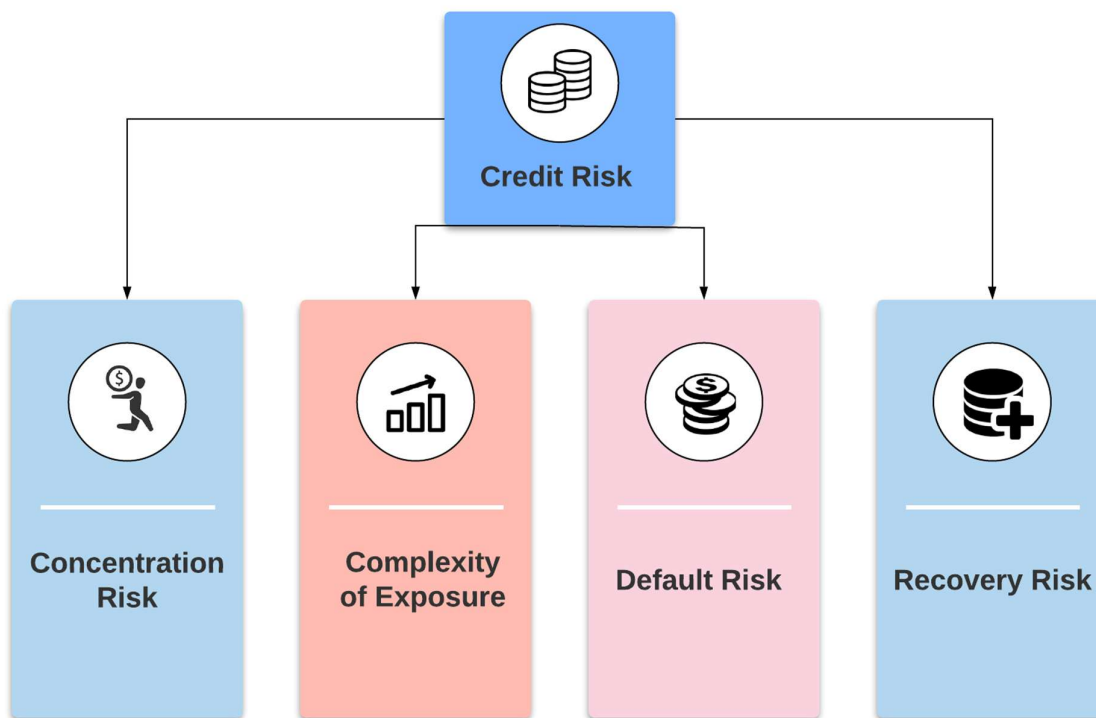 Credit Risk
Concentration
Risk
Complexity
of Exposure
Default Risk
Recovery Risk